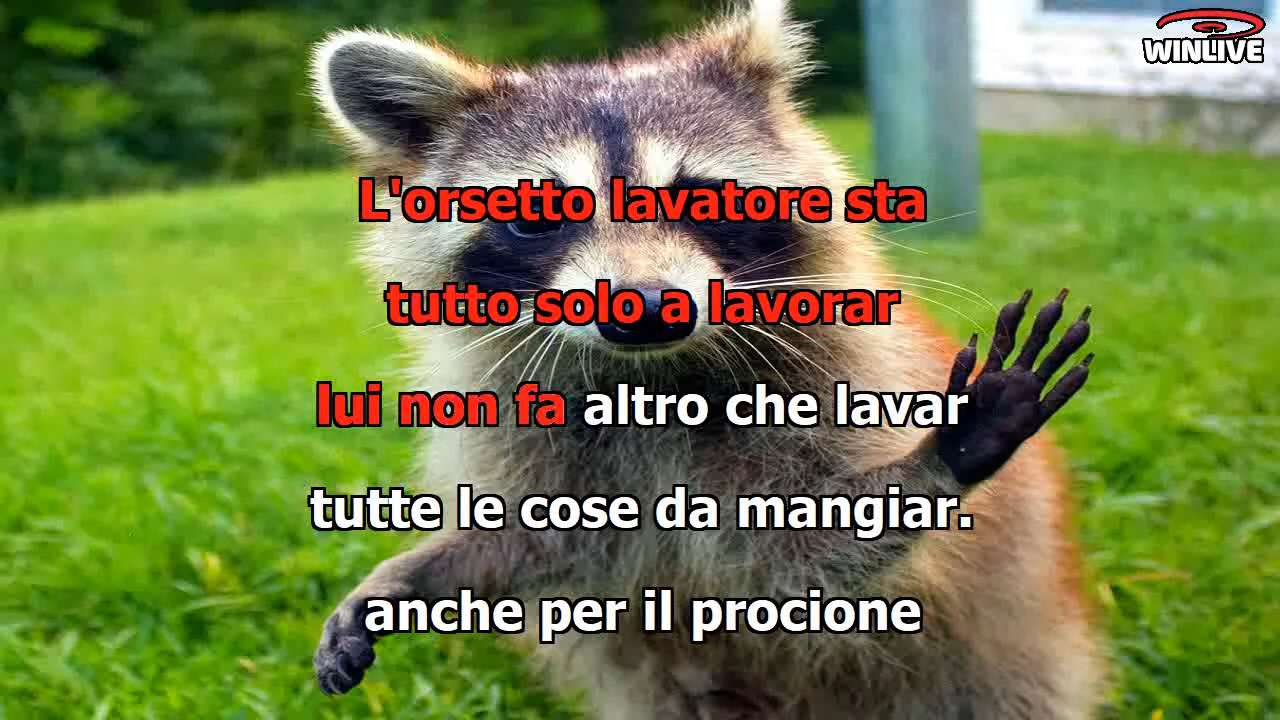 WINLIVE
L'orsetto lavatore sta
tutto solo a lavorar
lui non fa altro che lavar
tutte le cose da mangiar.
anche per il procione